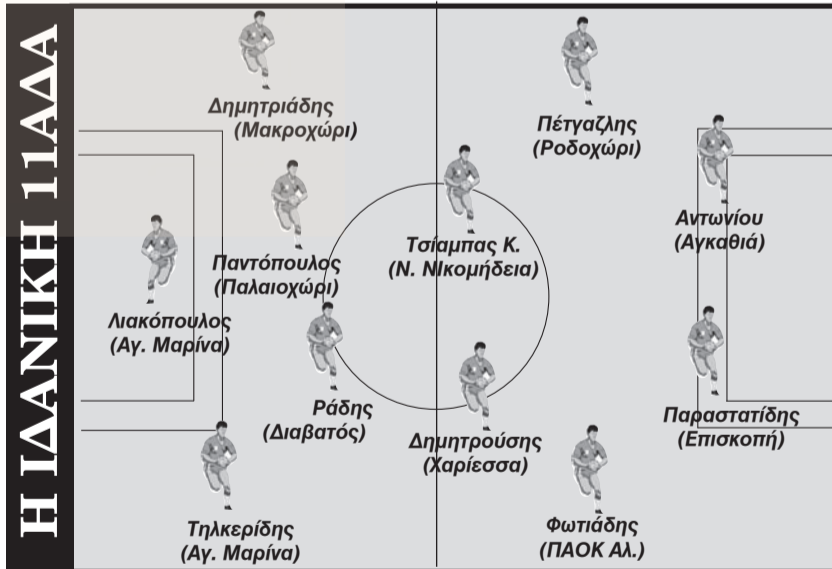 Η ΙΔΑΝΙΚΗ 11ΑΔΑ
Δημητριάδης
(Μακροχώρι)
Πέτγαζλης
(Ροδοχώρι)
Αντωνίου
(Αγκαθιά)
Τσίαμπας Κ.
(Ν. ΝΙκομήδεια)
Παντόπουλος
(Παλαιοχώρι)
Λιακόπουλος
(Αγ. Μαρίνα)
Ράδης
(Διαβατός)
Δημητρούσης
(Χαρίεσσα)
Παραστατίδης
(Επισκοπή)
Τηλκερίδης
(Αγ. Μαρίνα)
Φωτιάδης
(ΠΑΟΚ Αλ.)